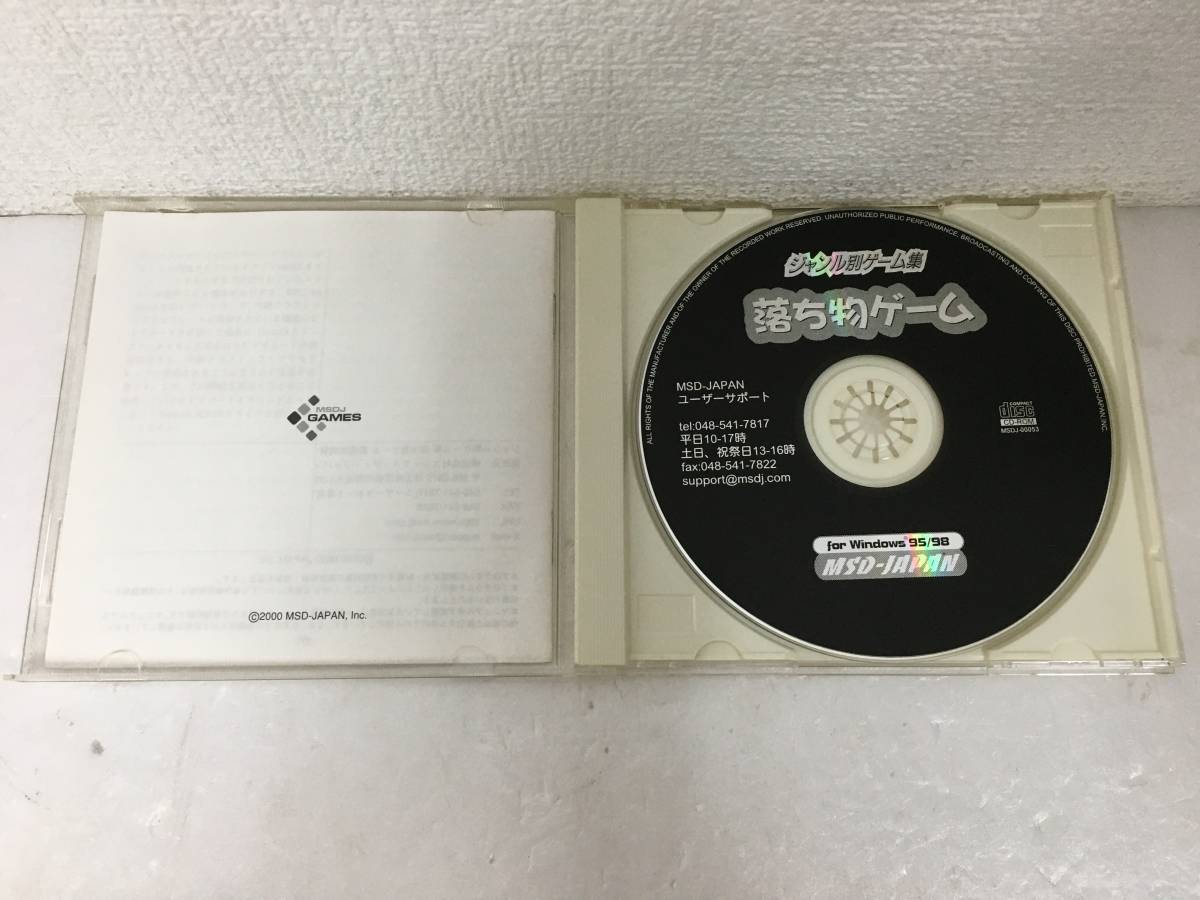 MSDJ
GAMES
©2000 MSD-JAPAN, Inc.
ALL RIGHTS OF THE MANUFACTURER AND OF THE OWNER OF THE RECORDED WORK RESERVED. UNAUTHORIZED PUBLIC PERFORMANCE, BROADCASTING AND COPYING OF THIS DISC PROHIBITED MSD-JAPAN, INC.
ジャンル別ゲーム集
落ち物ゲーム
MSD-JAPAN
ユーザーサポート
tel:048-541-7817
平日10-17時
土日、祝祭日13-16時
fax:048-541-7822
support@msdj.com
COMPACT
disc
CD-ROM
MSDJ-00053
for Windows 95/98
MSD-JAPAN